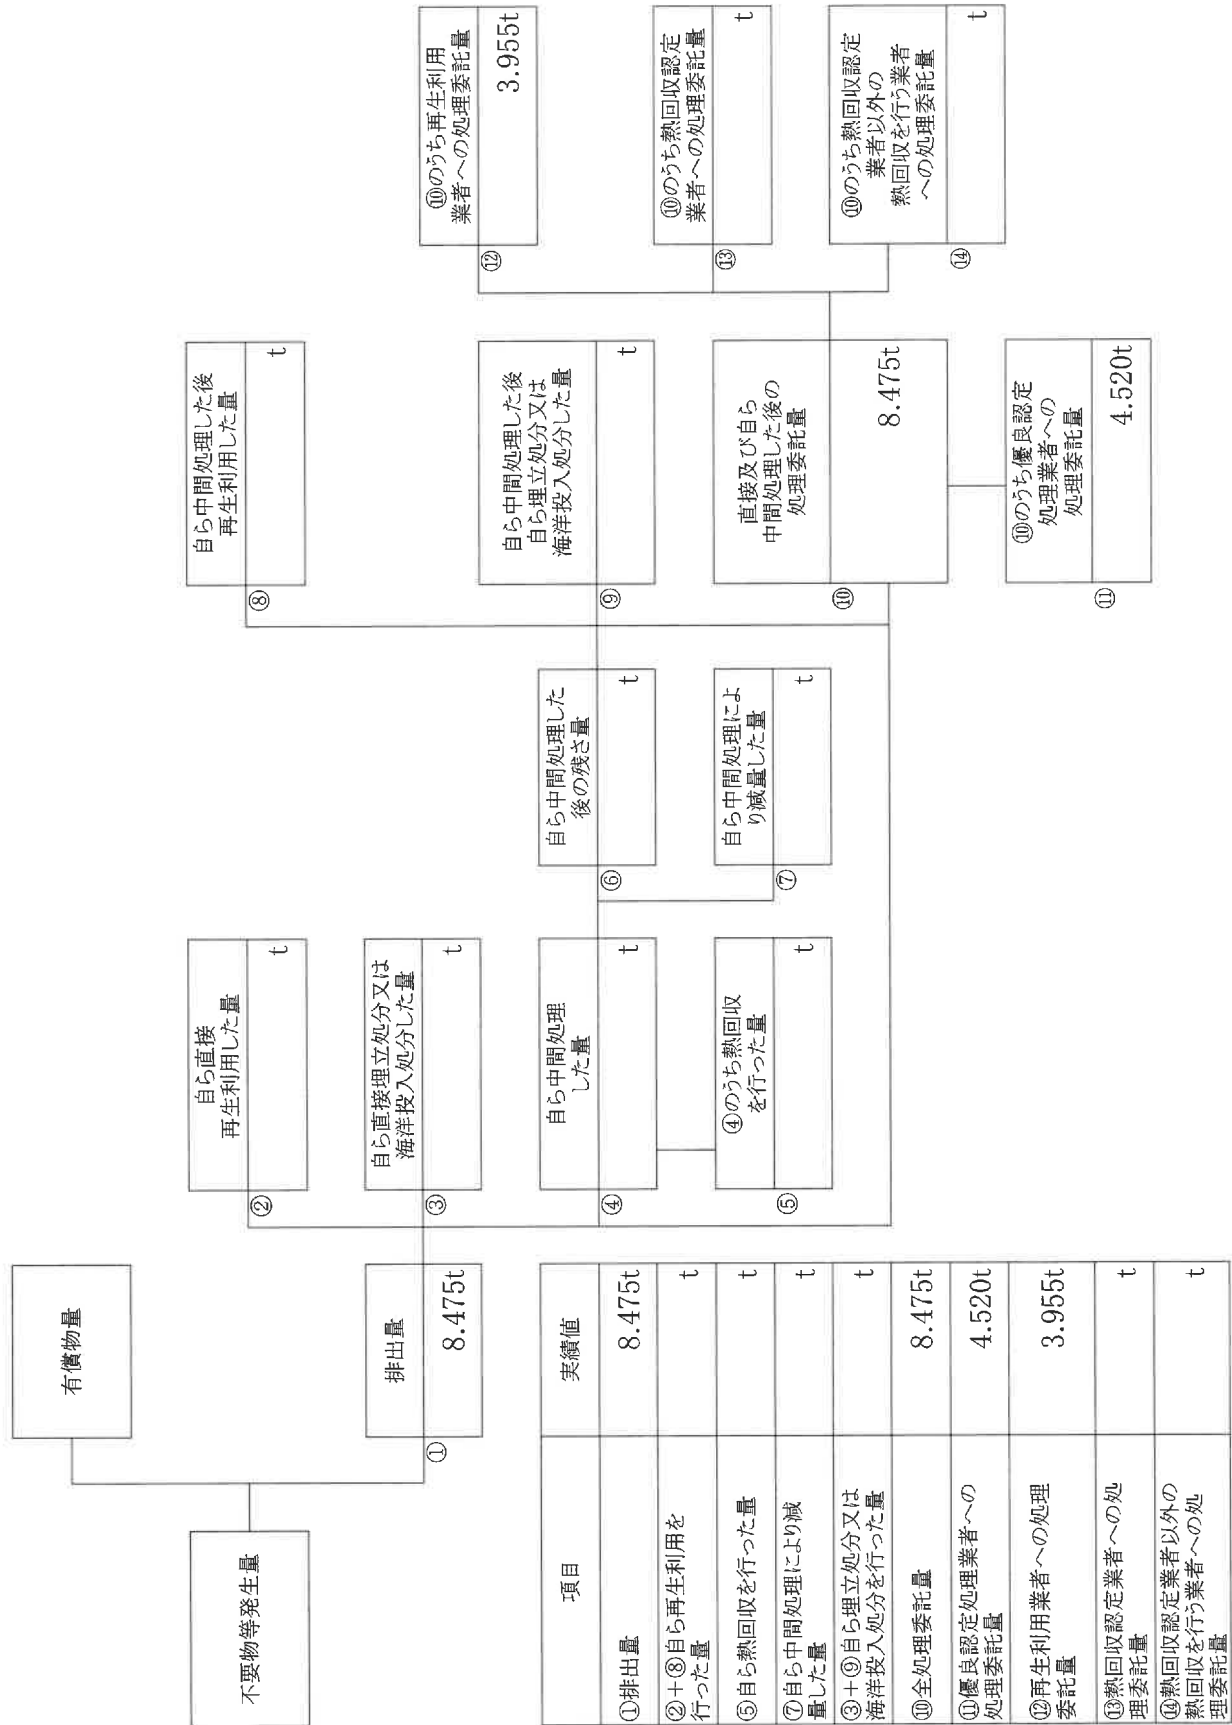 不要物等発生量
有償物量
①
排出量
8.475t
②
自ら直接
再生利用した量
t
③
自ら直接埋立処分又は
海洋投入処分した量
t
④
自ら中間処理
した量
t
⑤
④のうち熱回収
を行った量
t
⑥
自ら中間処理した
後の残さ量
t
⑦
自ら中間処理によ
り減量した量
t
⑧
自ら中間処理した後
再生利用した量
t
⑨
自ら中間処理した後
自ら埋立処分又は
海洋投入処分した量
t
⑩
直接及び自ら
中間処理した後の
処理委託量
8.475t
⑪
⑩のうち優良認定
処理業者への
処理委託量
4.520t
⑫
⑩のうち再生利用
業者への処理委託量
3.955t
⑬
⑩のうち熱回収認定
業者への処理委託量
t
⑭
⑩のうち熱回収認定
業者以外の
熱回収を行う業者
への処理委託量
t
項目 実績値
①排出量 8.475t
②+⑧自ら再生利用を
行った量 t
⑤自ら熱回収を行った量 t
⑦自ら中間処理により減
量した量 t
③+⑨自ら埋立処分又は
海洋投入処分を行った量 t
⑩全処理委託量 8.475t
⑪優良認定処理業者への
処理委託量 4.520t
⑫再生利用業者への処理
委託量 3.955t
⑬熱回収認定業者への処
理委託量 t
⑭熱回収認定業者以外の
熱回収を行う業者への処
理委託量 t